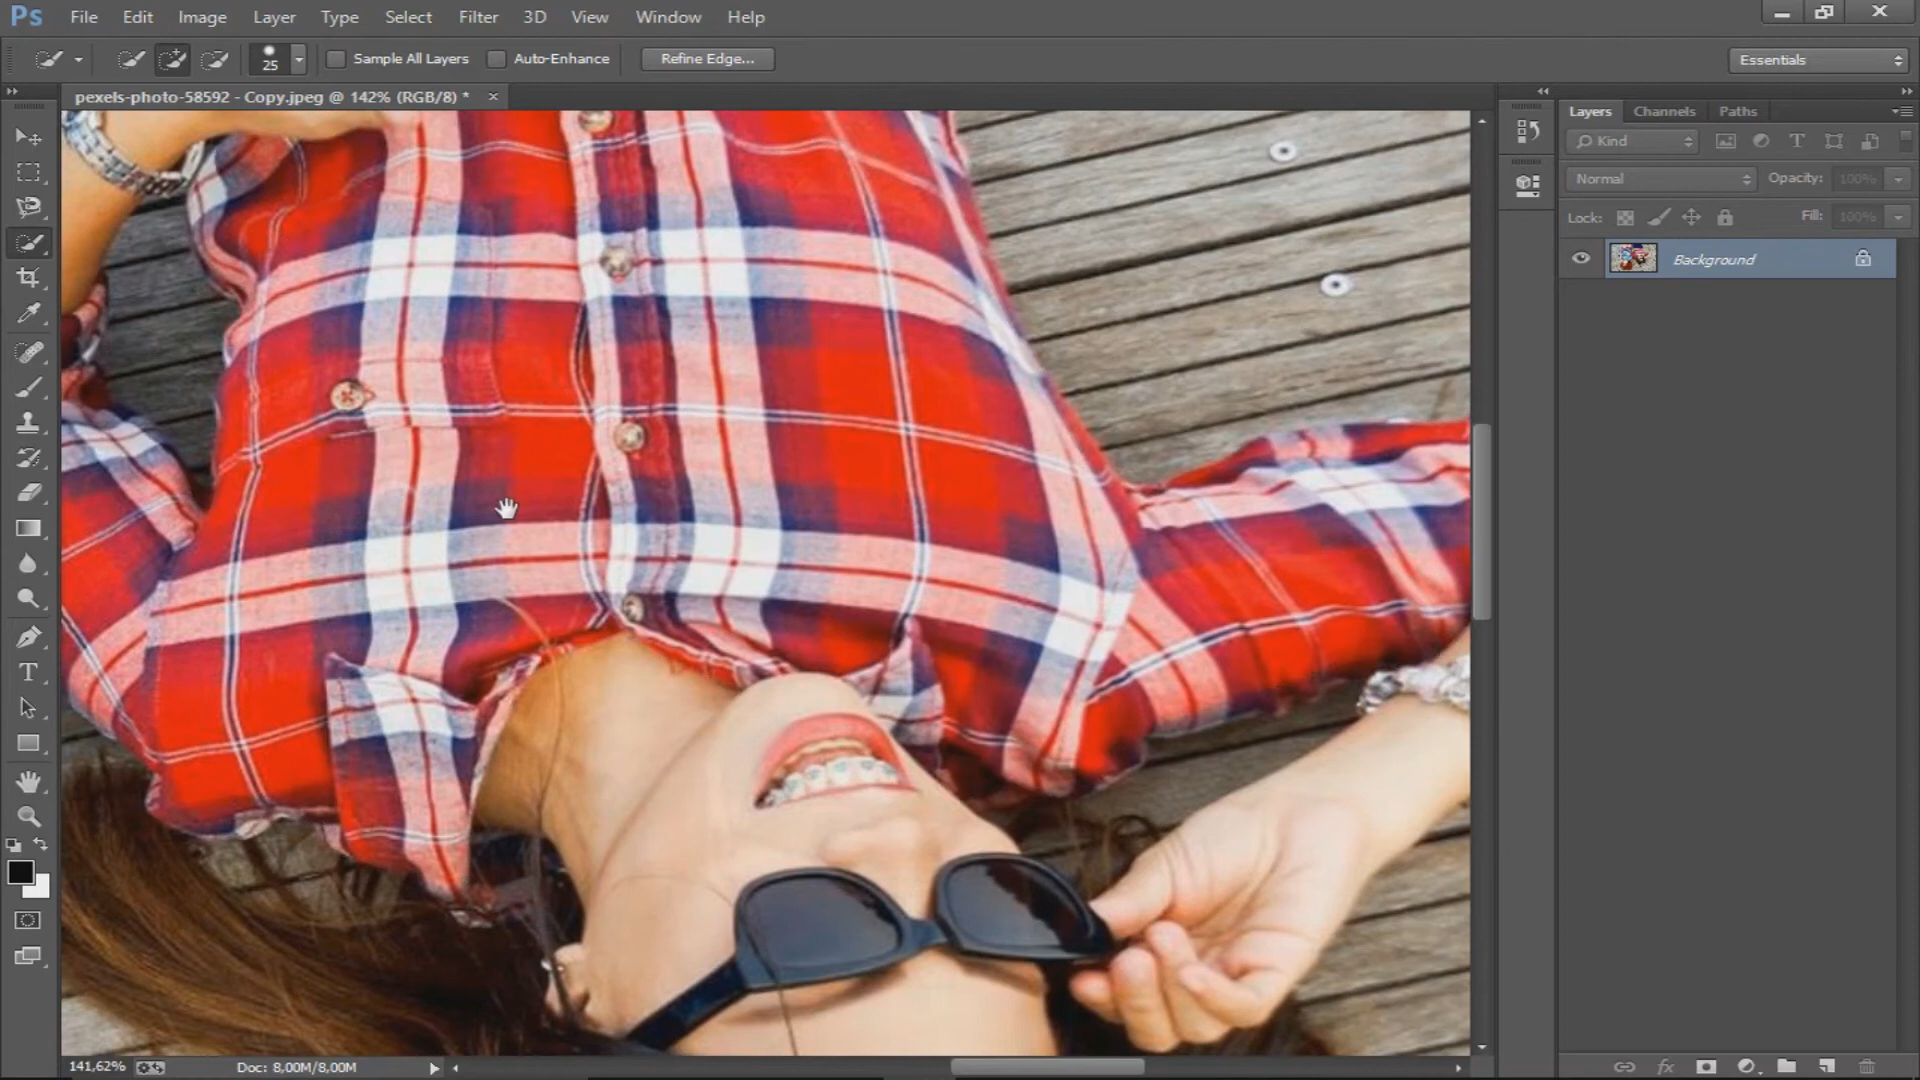 Ps File Edit Image Layer Type Select Filter 3D View Window Help
25 Sample All Layers Auto-Enhance Refine Edge... Essentials
pexels-photo-58592 - Copy.jpeg @ 142% (RGB/8) * ×
Layers Channels Paths
Kind
Normal Opacity: 100%
Lock: Fill: 100%
Background
141,62% Doc: 8,00M/8,00M